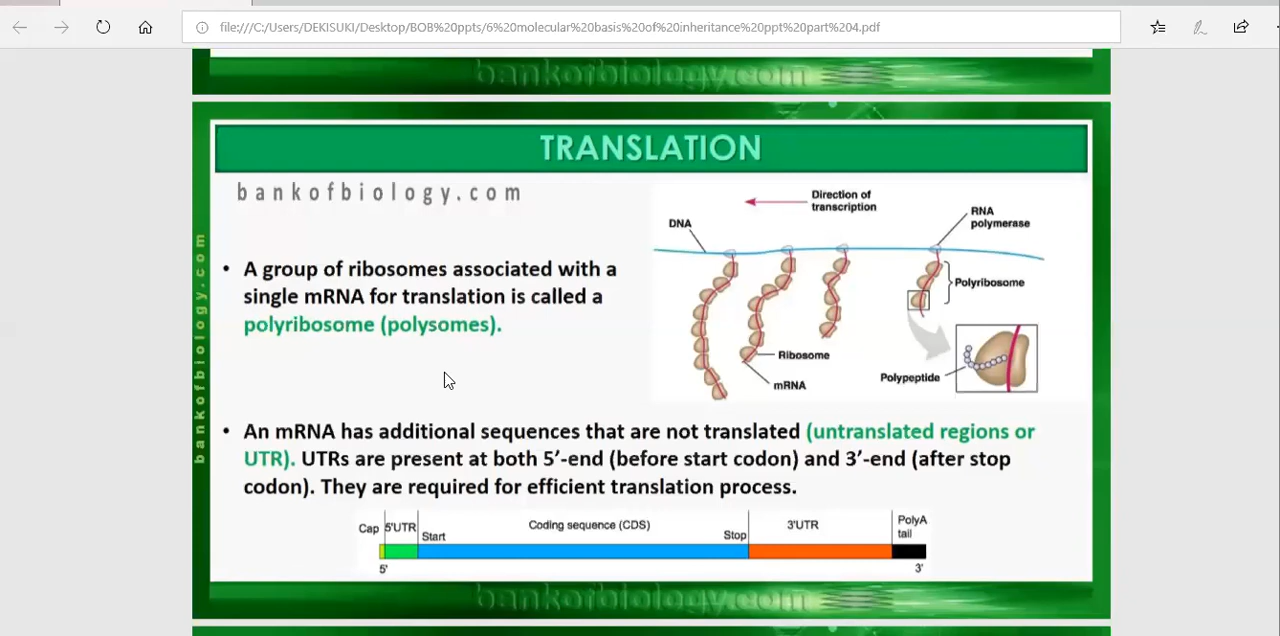 file:///C:/Users/DEKISUKI/Desktop/BOB%20ppts/6%20molecular%20basis%20of%20inheritance%20ppt%20part%204.pdf
bankofbiology.com
TRANSLATION
bankofbiology.com
bankofbiology.com
• A group of ribosomes associated with a
single mRNA for translation is called a
polyribosome (polysomes).
Direction of
transcription
DNA
RNA
polymerase
Polyribosome
Ribosome
mRNA
Polypeptide
• An mRNA has additional sequences that are not translated (untranslated regions or
UTR). UTRs are present at both 5’-end (before start codon) and 3’-end (after stop
codon). They are required for efficient translation process.
Cap
5'UTR
Start
Coding sequence (CDS)
Stop
3'UTR
PolyA
tail
5'
3'
bankofbiology.com